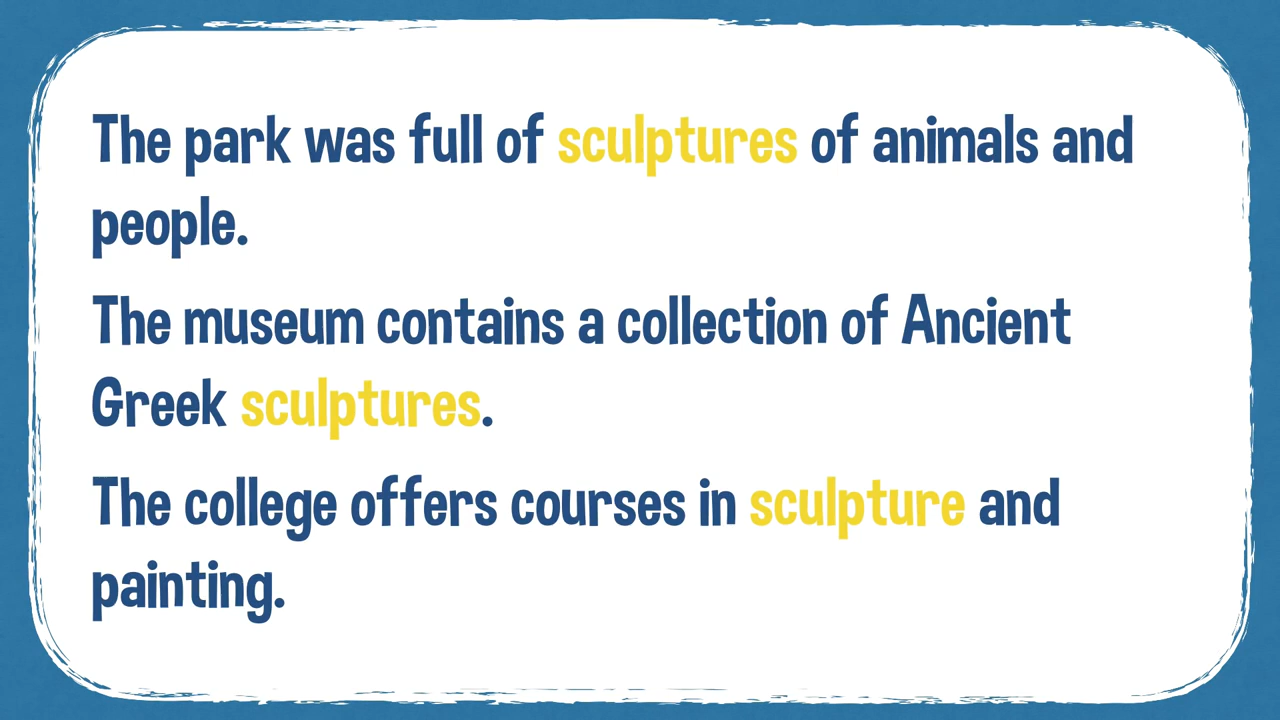 The park was full of sculptures of animals and
people.
The museum contains a collection of Ancient
Greek sculptures.
The college offers courses in sculpture and
painting.